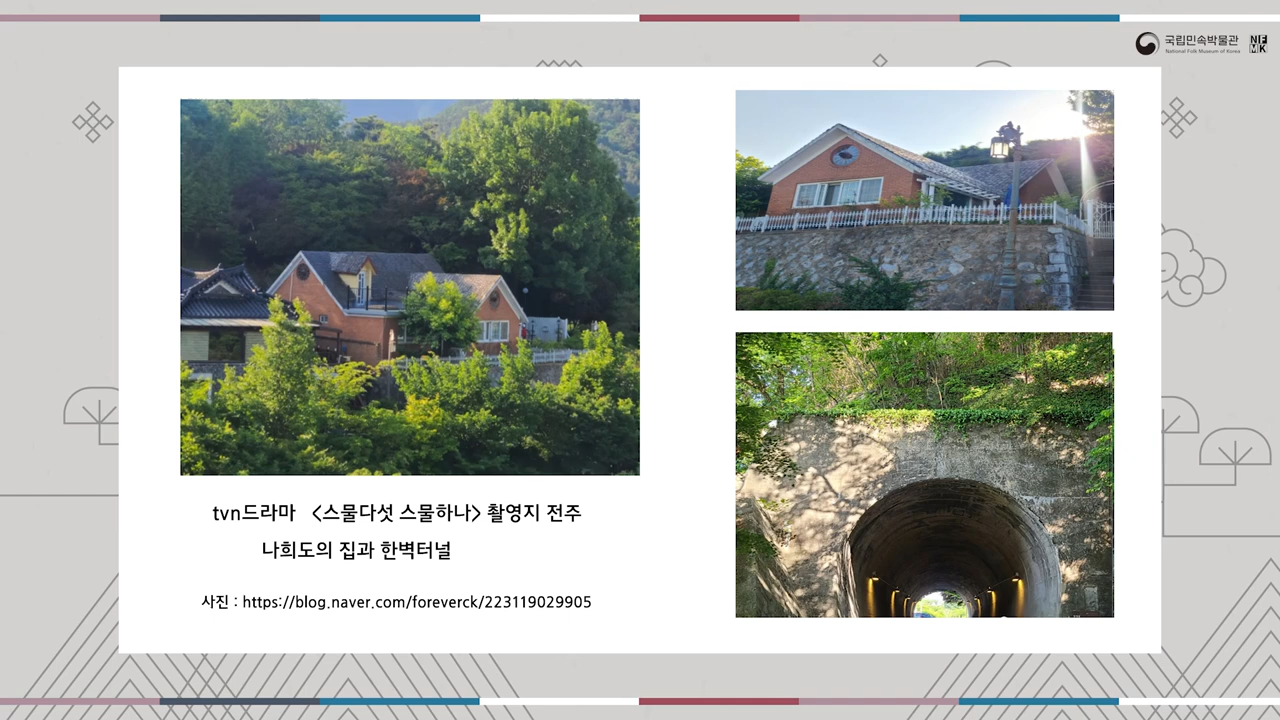 국립민속박물관
National Folk Museum of Korea
NF
MK
tvn드라마 <스물다섯 스물하나> 촬영지 전주
나희도의 집과 한벽터널
사진 : https://blog.naver.com/foreverck/223119029905